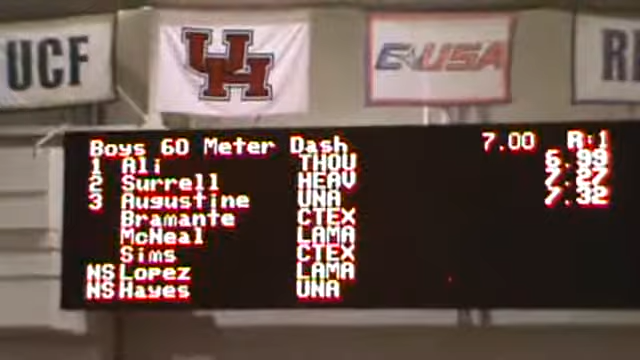 UCF
UH
C-USA
RI
Boys 60 Meter Dash 7.00 R:1
1 Ali THOU 6.99
2 Surrell HEAV 7.27
3 Augustine UNA 7.32
Bramante CTEX
McNeal LAMA
Sims CTEX
NS Lopez LAMA
NS Hayes UNA